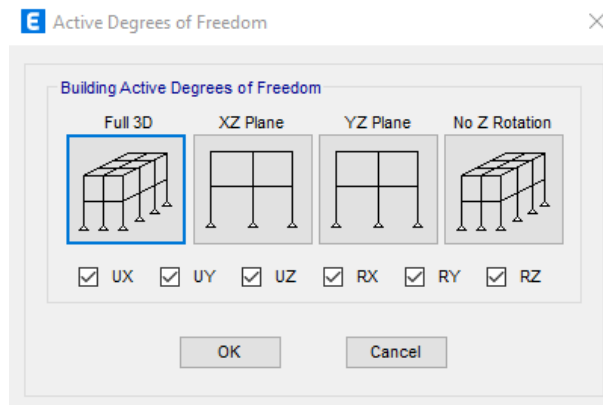 E Active Degrees of Freedom
Building Active Degrees of Freedom
Full 3D XZ Plane YZ Plane No Z Rotation
UX UY UZ RX RY RZ
OK Cancel